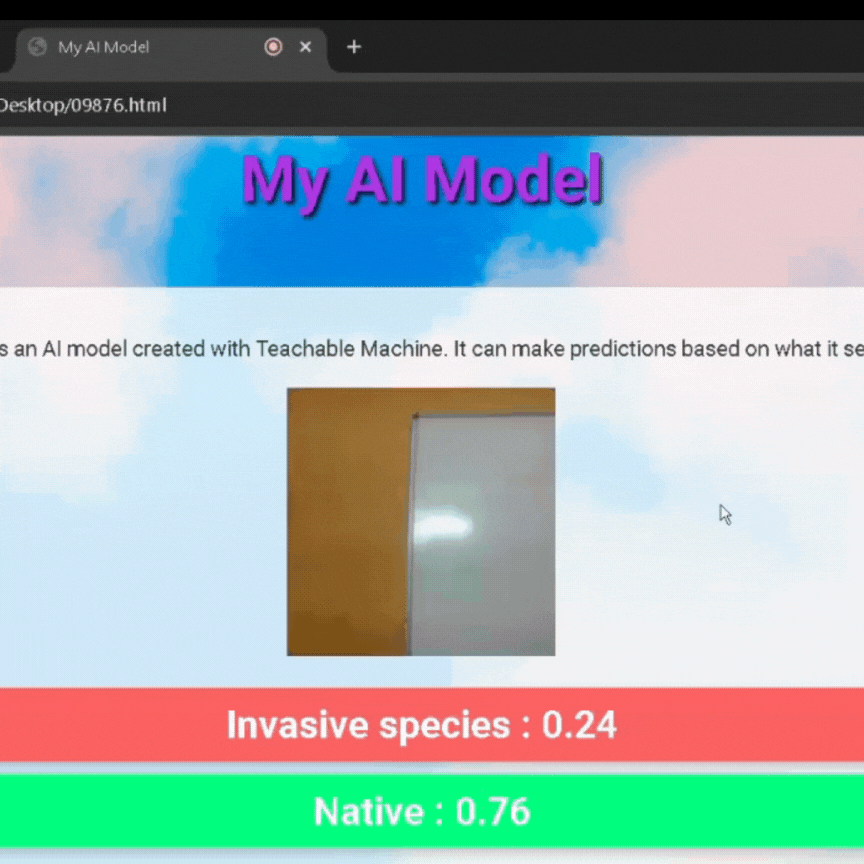 My AI Model
Desktop/09876.html
My AI Model
s an AI model created with Teachable Machine. It can make predictions based on what it se
Invasive species : 0.24
Native : 0.76